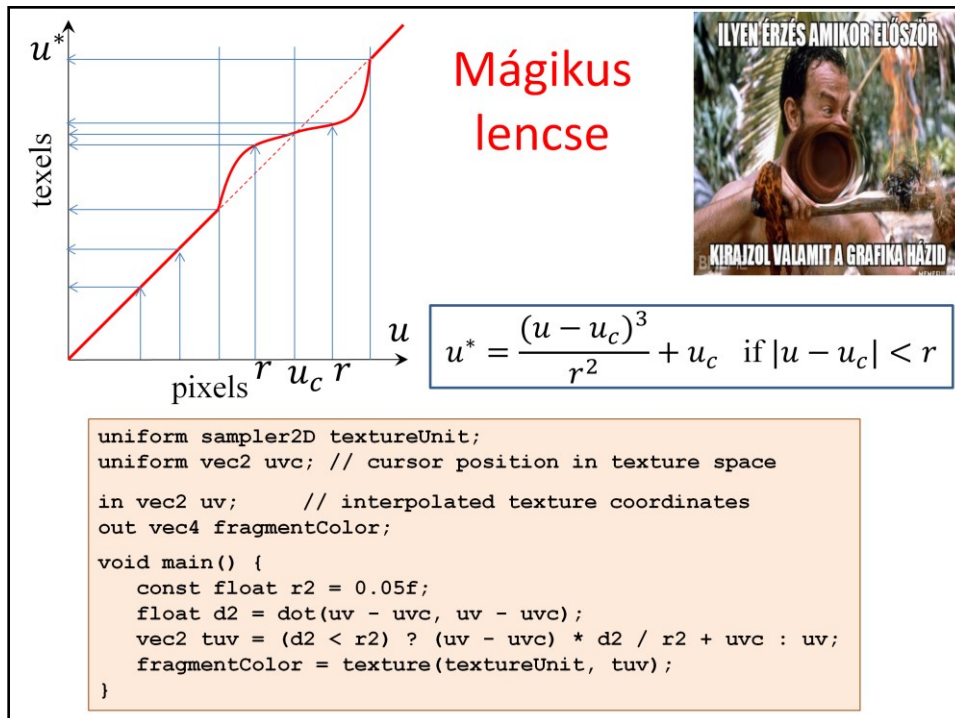 u*
texels
u
pixels
r u_c r
Mágikus
lencse
ILYEN ÉRZÉS AMIKOR ELŐSZÖR
KIRAJZOL VALAMIT A GRAFIKA HÁZID
u* = (u − u_c)³ / r² + u_c if |u − u_c| < r
uniform sampler2D textureUnit;
uniform vec2 uvc; // cursor position in texture space
in vec2 uv; // interpolated texture coordinates
out vec4 fragmentColor;
void main() {
const float r2 = 0.05f;
float d2 = dot(uv - uvc, uv - uvc);
vec2 tuv = (d2 < r2) ? (uv - uvc) * d2 / r2 + uvc : uv;
fragmentColor = texture(textureUnit, tuv);
}